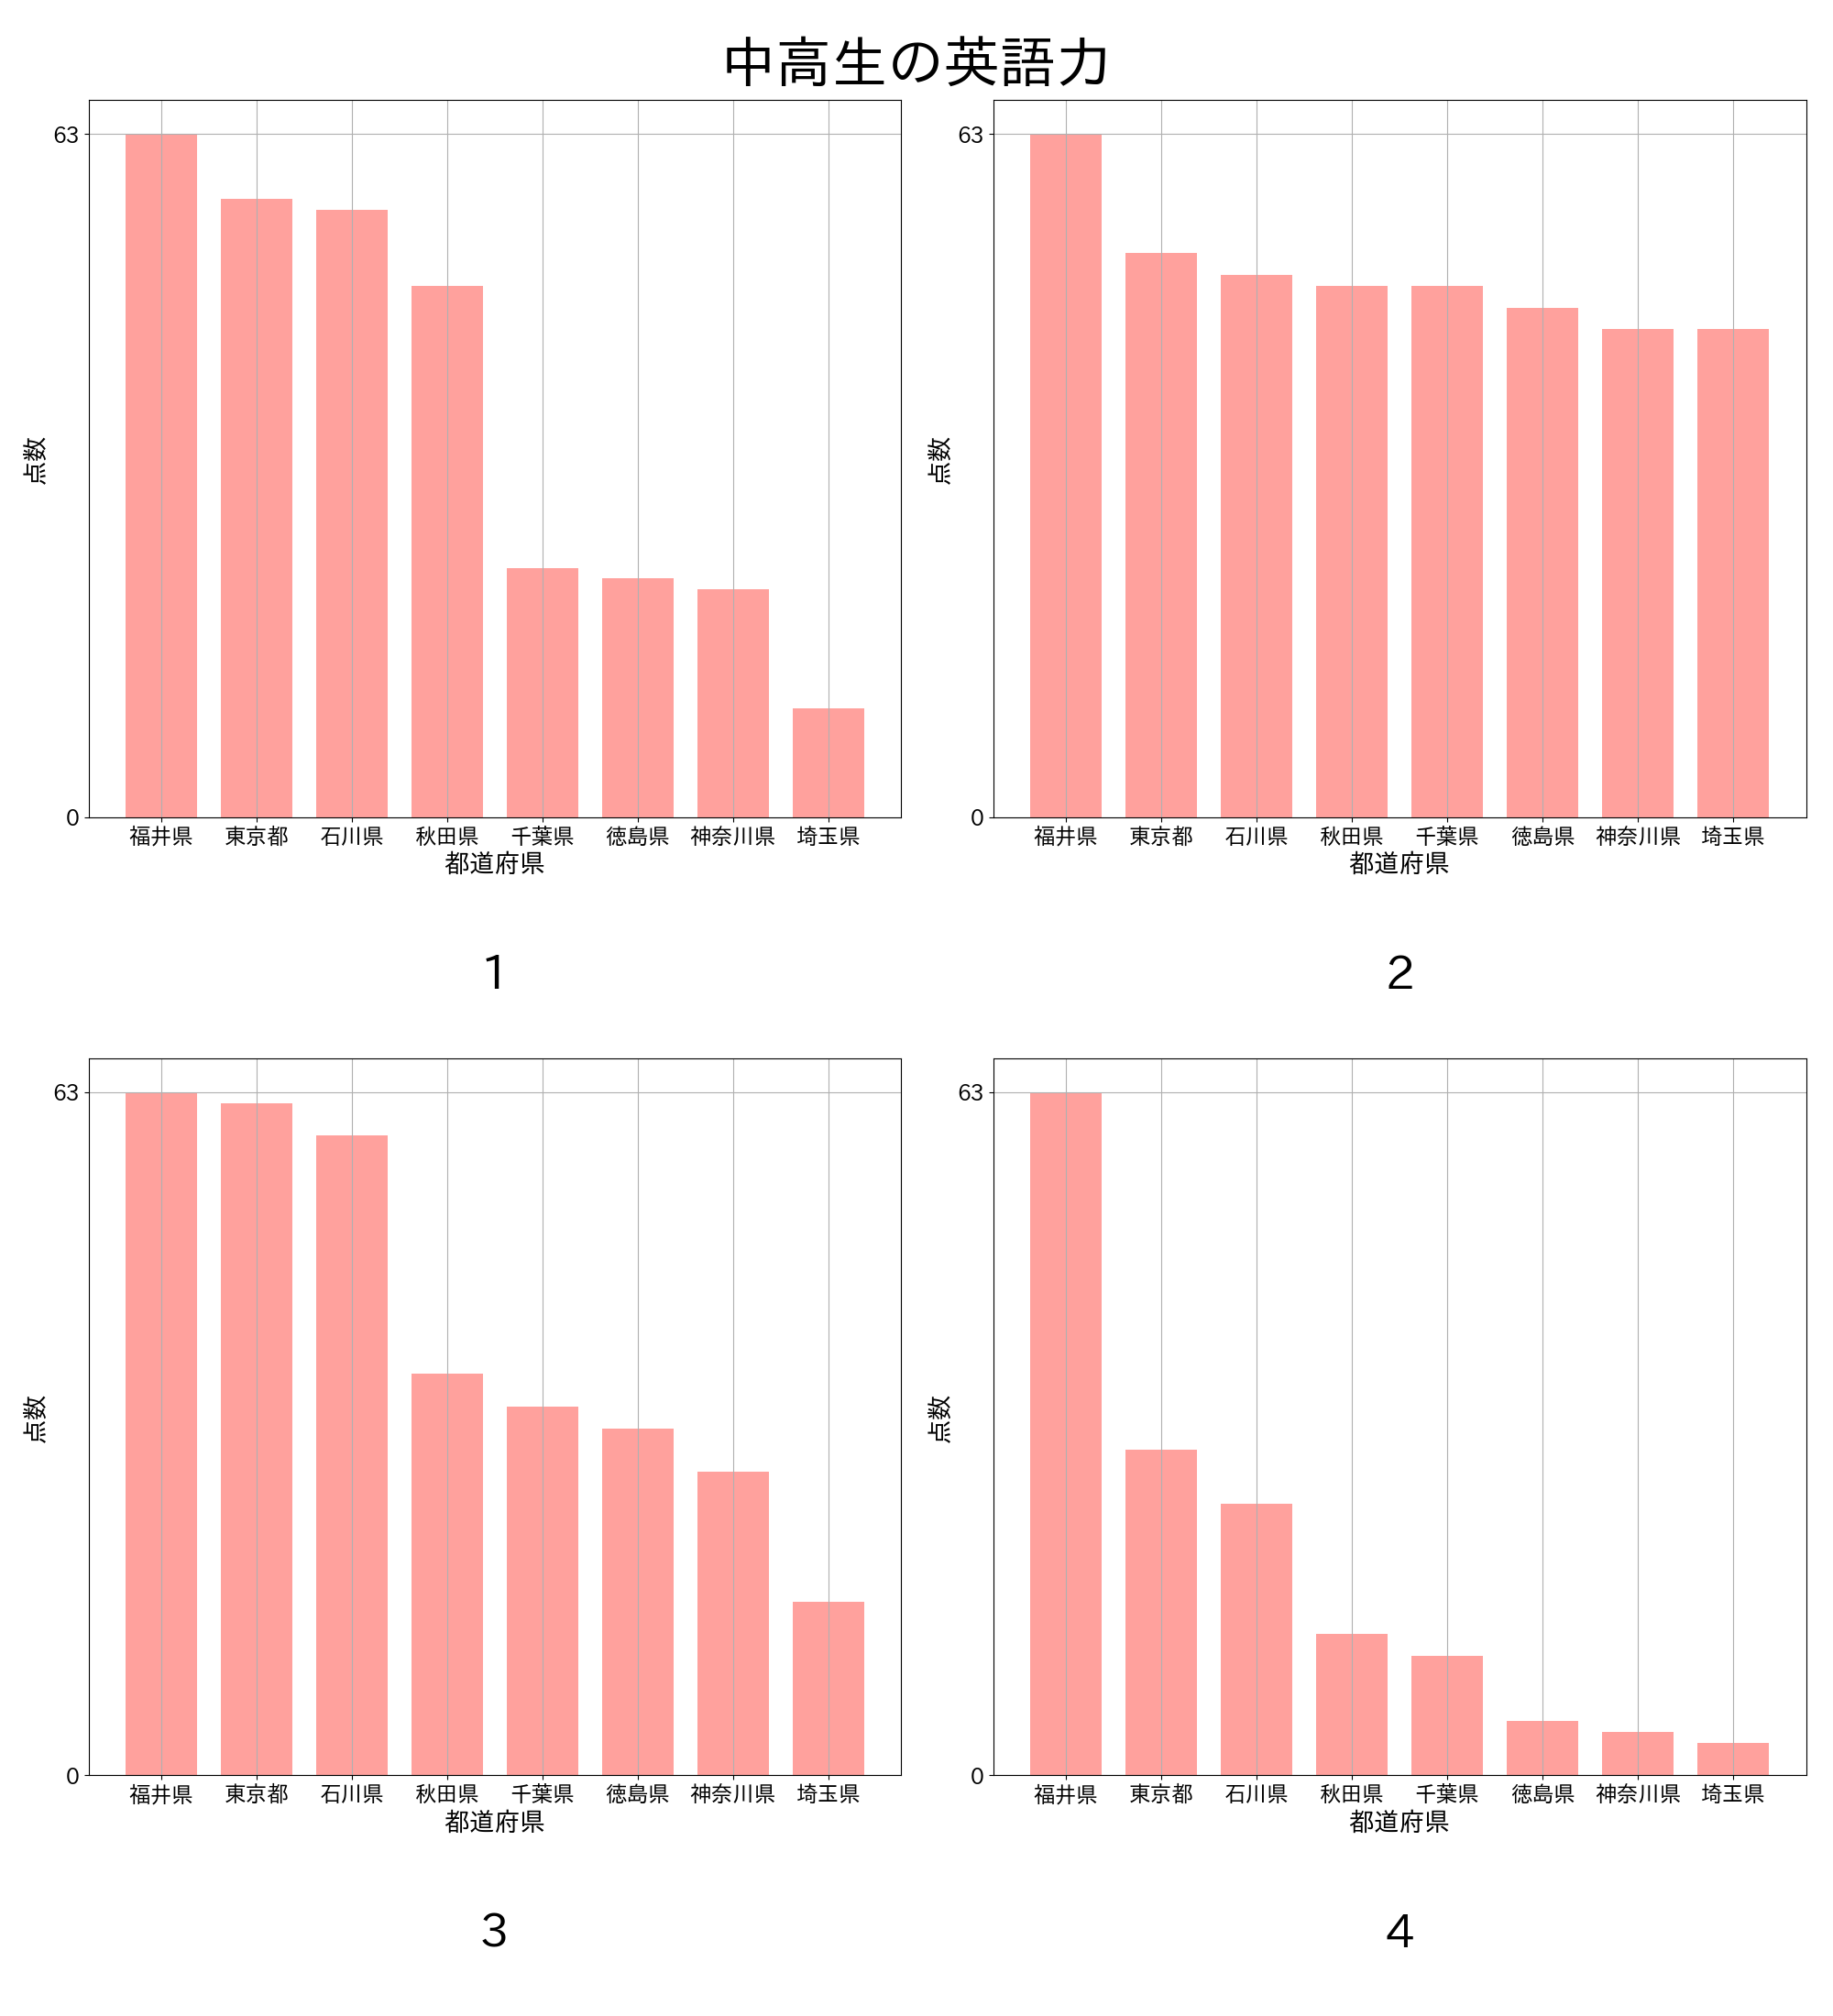 中高生の英語力
63
点数
0
福井県 東京都 石川県 秋田県 千葉県 徳島県 神奈川県 埼玉県
都道府県
1
63
点数
0
福井県 東京都 石川県 秋田県 千葉県 徳島県 神奈川県 埼玉県
都道府県
2
63
点数
0
福井県 東京都 石川県 秋田県 千葉県 徳島県 神奈川県 埼玉県
都道府県
3
63
点数
0
福井県 東京都 石川県 秋田県 千葉県 徳島県 神奈川県 埼玉県
都道府県
4